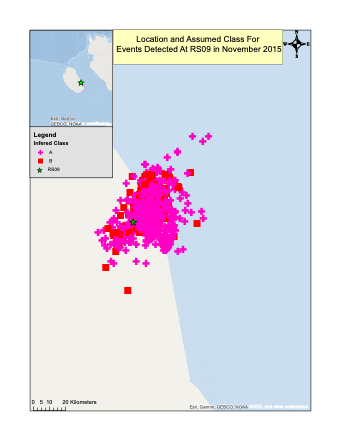 Location and Assumed Class For
Events Detected At RS09 in November 2015
N
W
E
S
Esri, Garmin,
GEBCO, NOAA
Legend
Infered Class
A
B
RS09
0 5 10 20 Kilometers
Esri, Garmin, GEBCO, NOAA